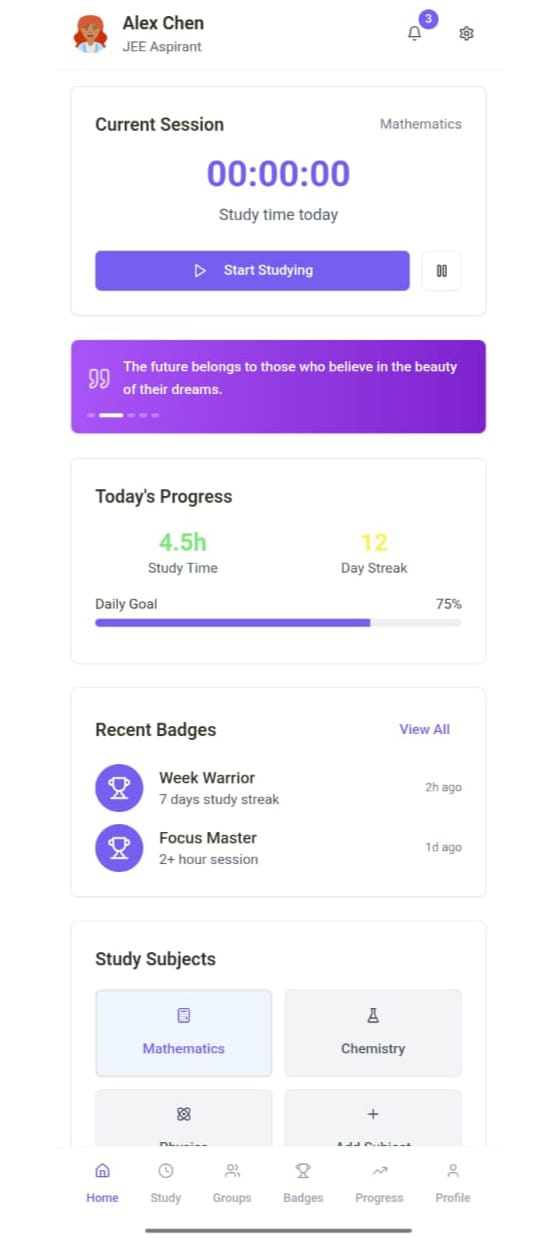 Alex Chen
3
JEE Aspirant
Current Session
Mathematics
00:00:00
Study time today
Start Studying
The future belongs to those who believe in the beauty
of their dreams.
Today's Progress
4.5h
12
Study Time
Day Streak
Daily Goal
75%
Recent Badges
View All
Week Warrior
7 days study streak
2h ago
Focus Master
2+ hour session
1d ago
Study Subjects
Mathematics
Chemistry
Physics
Add Subject
Home
Study
Groups
Badges
Progress
Profile